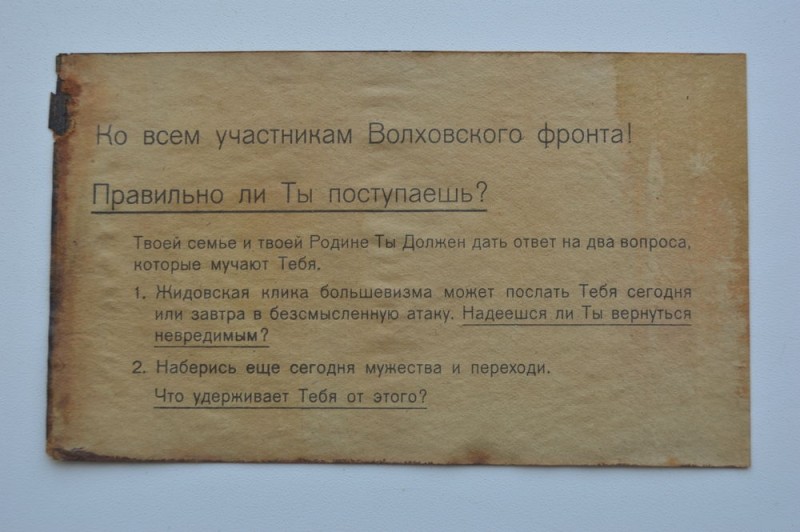 Ко всем участникам Волховского фронта!
Правильно ли Ты поступаешь?
Твоей семье и твоей Родине Ты Должен дать ответ на два вопроса,
которые мучают Тебя.
1. Жидовская клика большевизма может послать Тебя сегодня
или завтра в безсмысленную атаку. Надеешся ли Ты вернуться
невредимым?
2. Наберись еще сегодня мужества и переходи.
Что удерживает Тебя от этого?